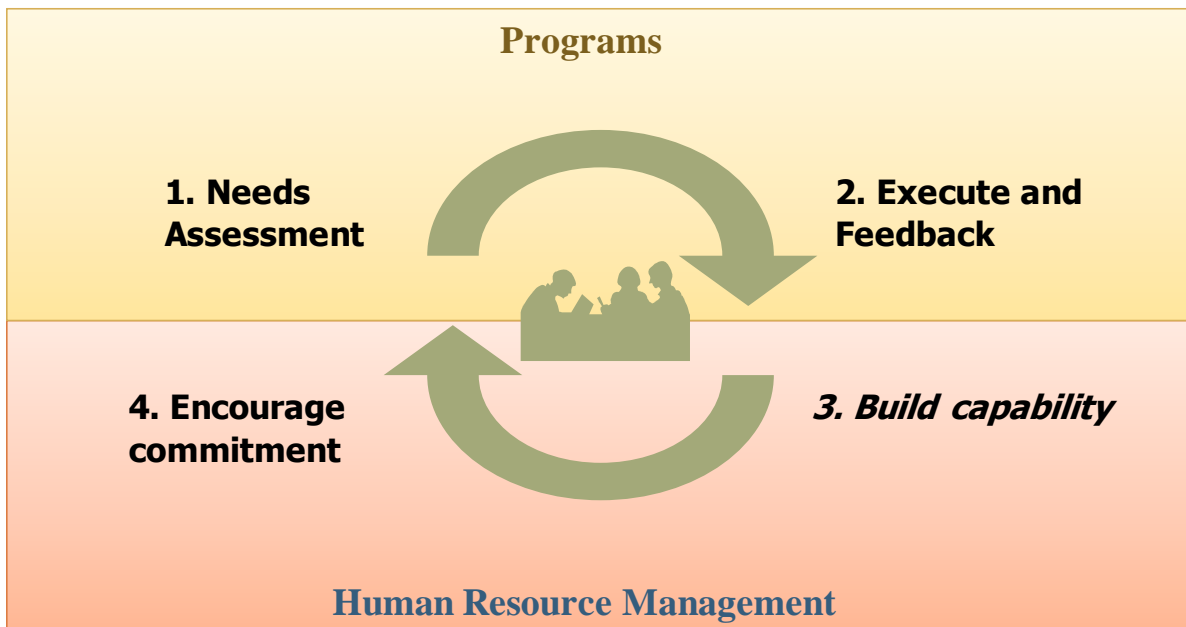 Programs
1. Needs
Assessment
2. Execute and
Feedback
4. Encourage
commitment
3. Build capability
Human Resource Management